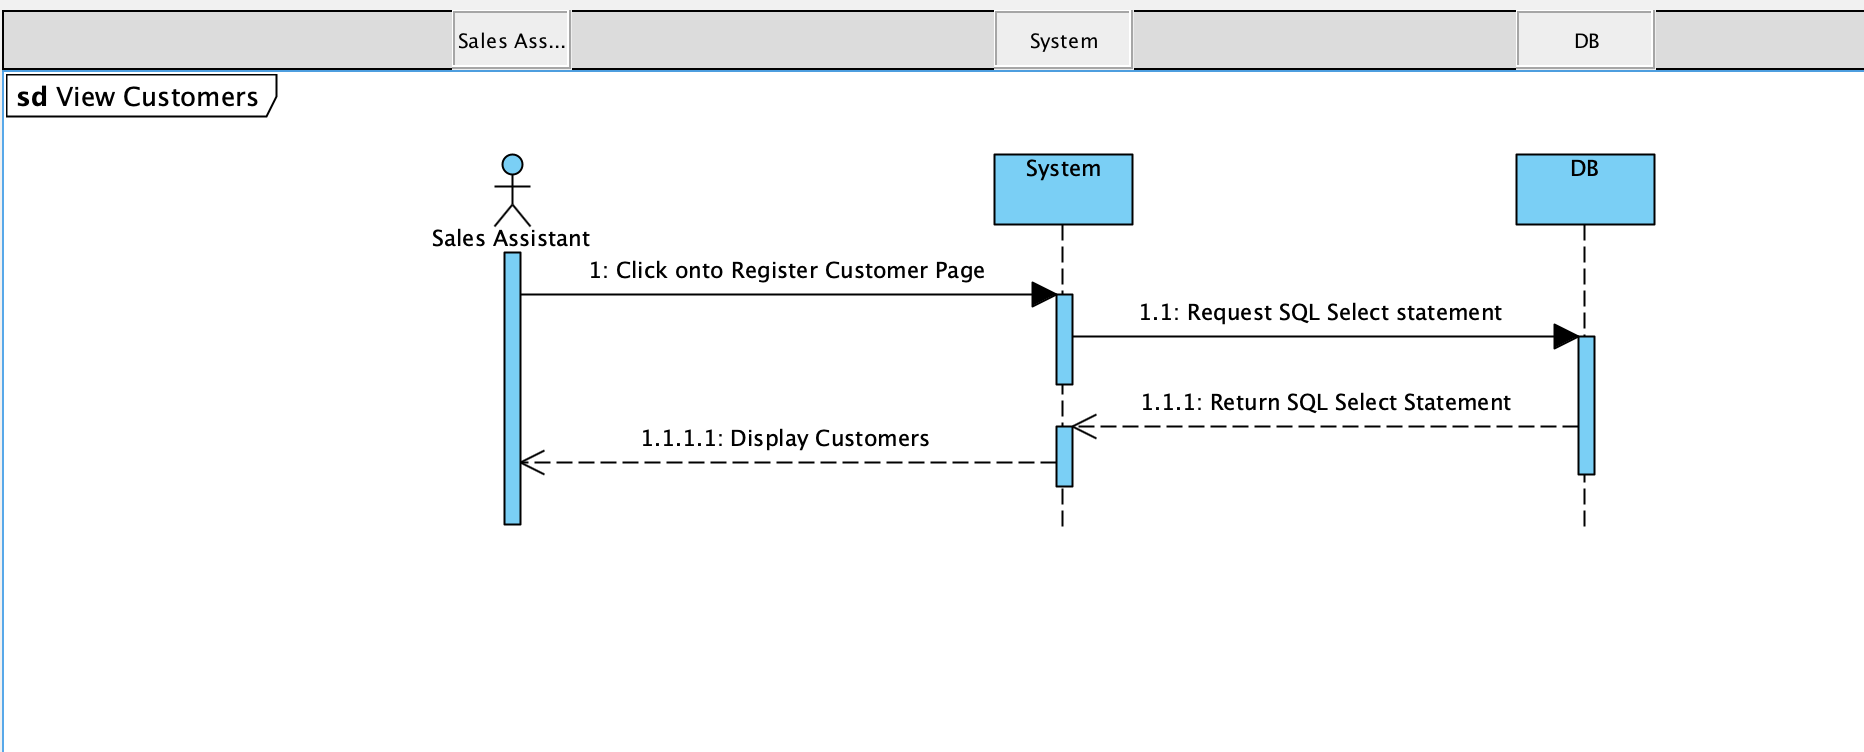 Sales Ass...
System
DB
sd View Customers
System
DB
Sales Assistant
1: Click onto Register Customer Page
1.1: Request SQL Select statement
1.1.1: Return SQL Select Statement
1.1.1.1: Display Customers